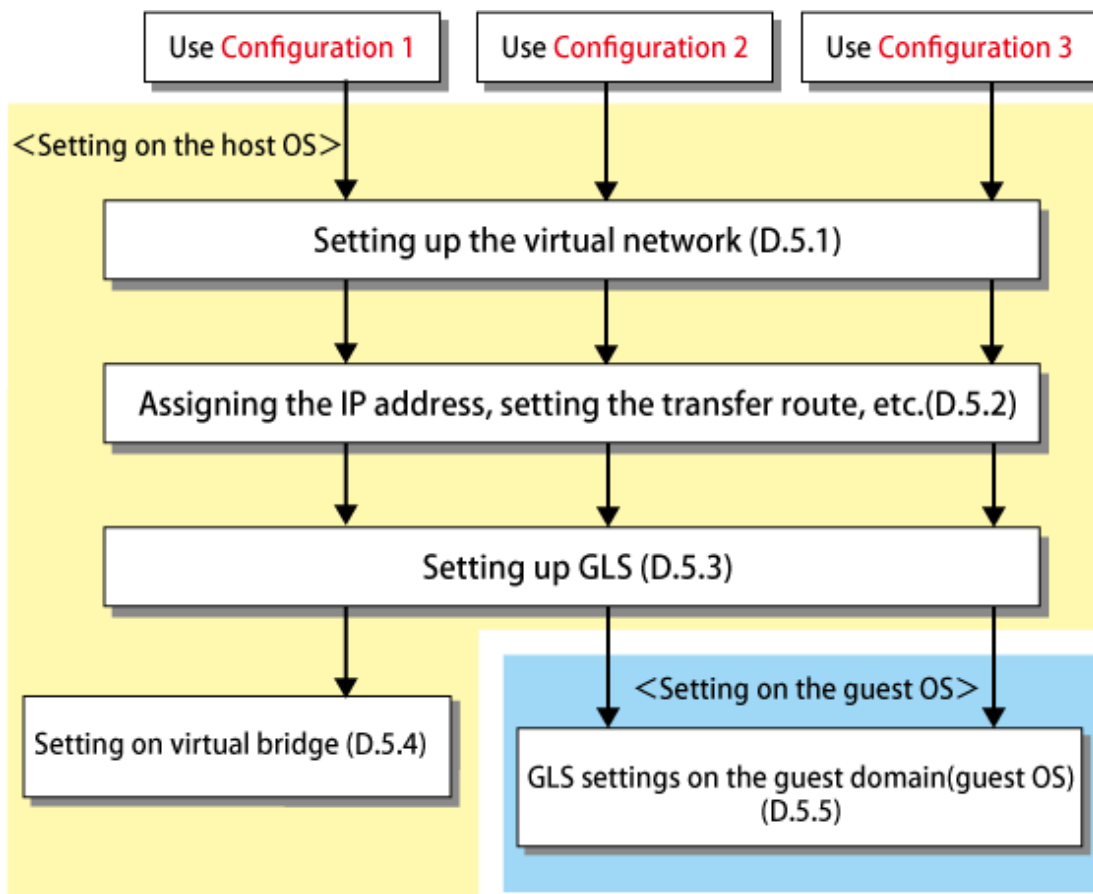 Use Configuration 1
Use Configuration 2
Use Configuration 3
<Setting on the host OS>
Setting up the virtual network (D.5.1)
Assigning the IP address, setting the transfer route, etc.(D.5.2)
Setting up GLS (D.5.3)
<Setting on the guest OS>
Setting on virtual bridge (D.5.4)
GLS settings on the guest domain(guest OS)
(D.5.5)